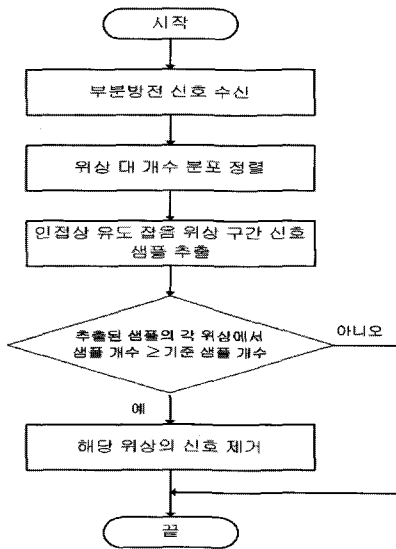 시작
부분방전 신호 수신
위상 대 개수 분포 정렬
인접상 유도 잡음 위상 구간 신호
샘플 추출
추출된 샘플의 각 위상에서
샘플 개수 ≥ 기준 샘플 개수
아니오
예
해당 위상의 신호 제거
끝